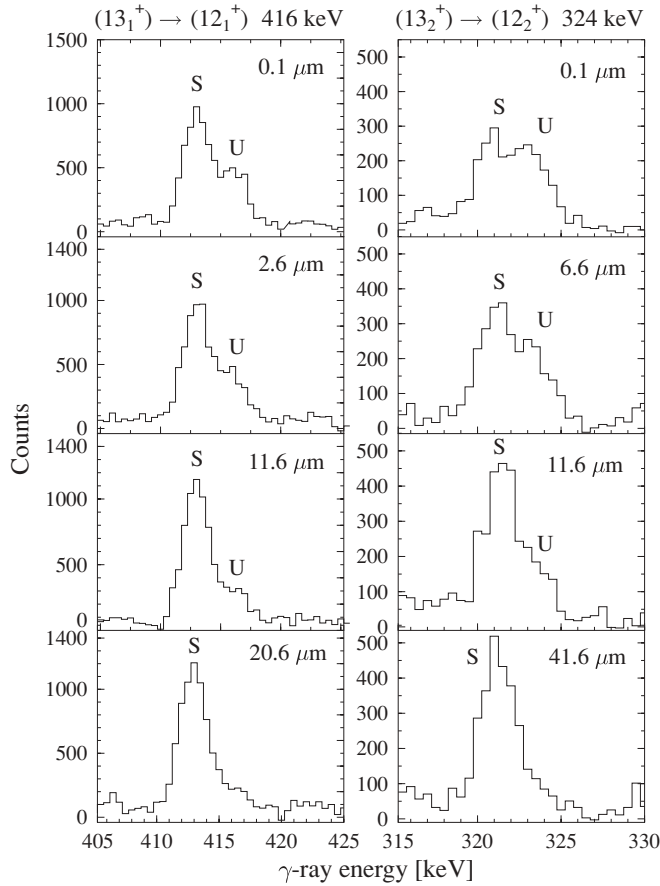 (13₁⁺) → (12₁⁺) 416 keV
(13₂⁺) → (12₂⁺) 324 keV
1500
1000
500
0
0.1 μm
S
U
500
400
300
200
100
0
0.1 μm
S
U
1400
1000
500
0
2.6 μm
S
U
6.6 μm
S
U
400
300
200
100
0
1400
1000
500
0
11.6 μm
S
U
500
400
300
200
100
0
11.6 μm
S
U
1400
1000
500
0
20.6 μm
S
500
400
300
200
100
0
41.6 μm
S
405 410 415 420 425
315 320 325 330
Counts
γ-ray energy [keV]